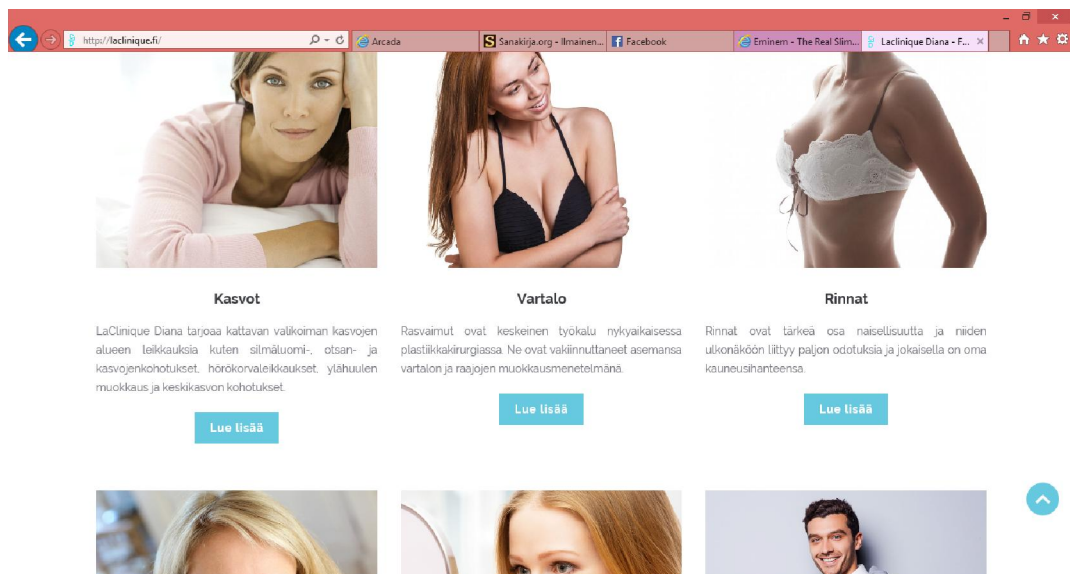 http://laclinique.fi/
Arcada
S Sanakirja.org - Ilmainen...
f Facebook
Eminem - The Real Slim...
Laclinique Diana - F...
Kasvot
LaClinique Diana tarjoaa kattavan valikoiman kasvojen
alueen leikkauksia kuten silmäluomi-, otsan- ja
kasvojenkohotukset, hörökorvaleikkaukset, ylähuulen
muokkaus ja keskikasvon kohotukset.
Lue lisää
Vartalo
Rasvaimut ovat keskeinen työkalu nykyaikaisessa
plastiikkakirurgiassa. Ne ovat vakiinnuttaneet asemansa
vartalon ja raajojen muokkausmenetelmänä.
Lue lisää
Rinnat
Rinnat ovat tärkeä osa naisellisuutta ja niiden
ulkonäköön liittyy paljon odotuksia ja jokaisella on oma
kauneusihanteensa.
Lue lisää